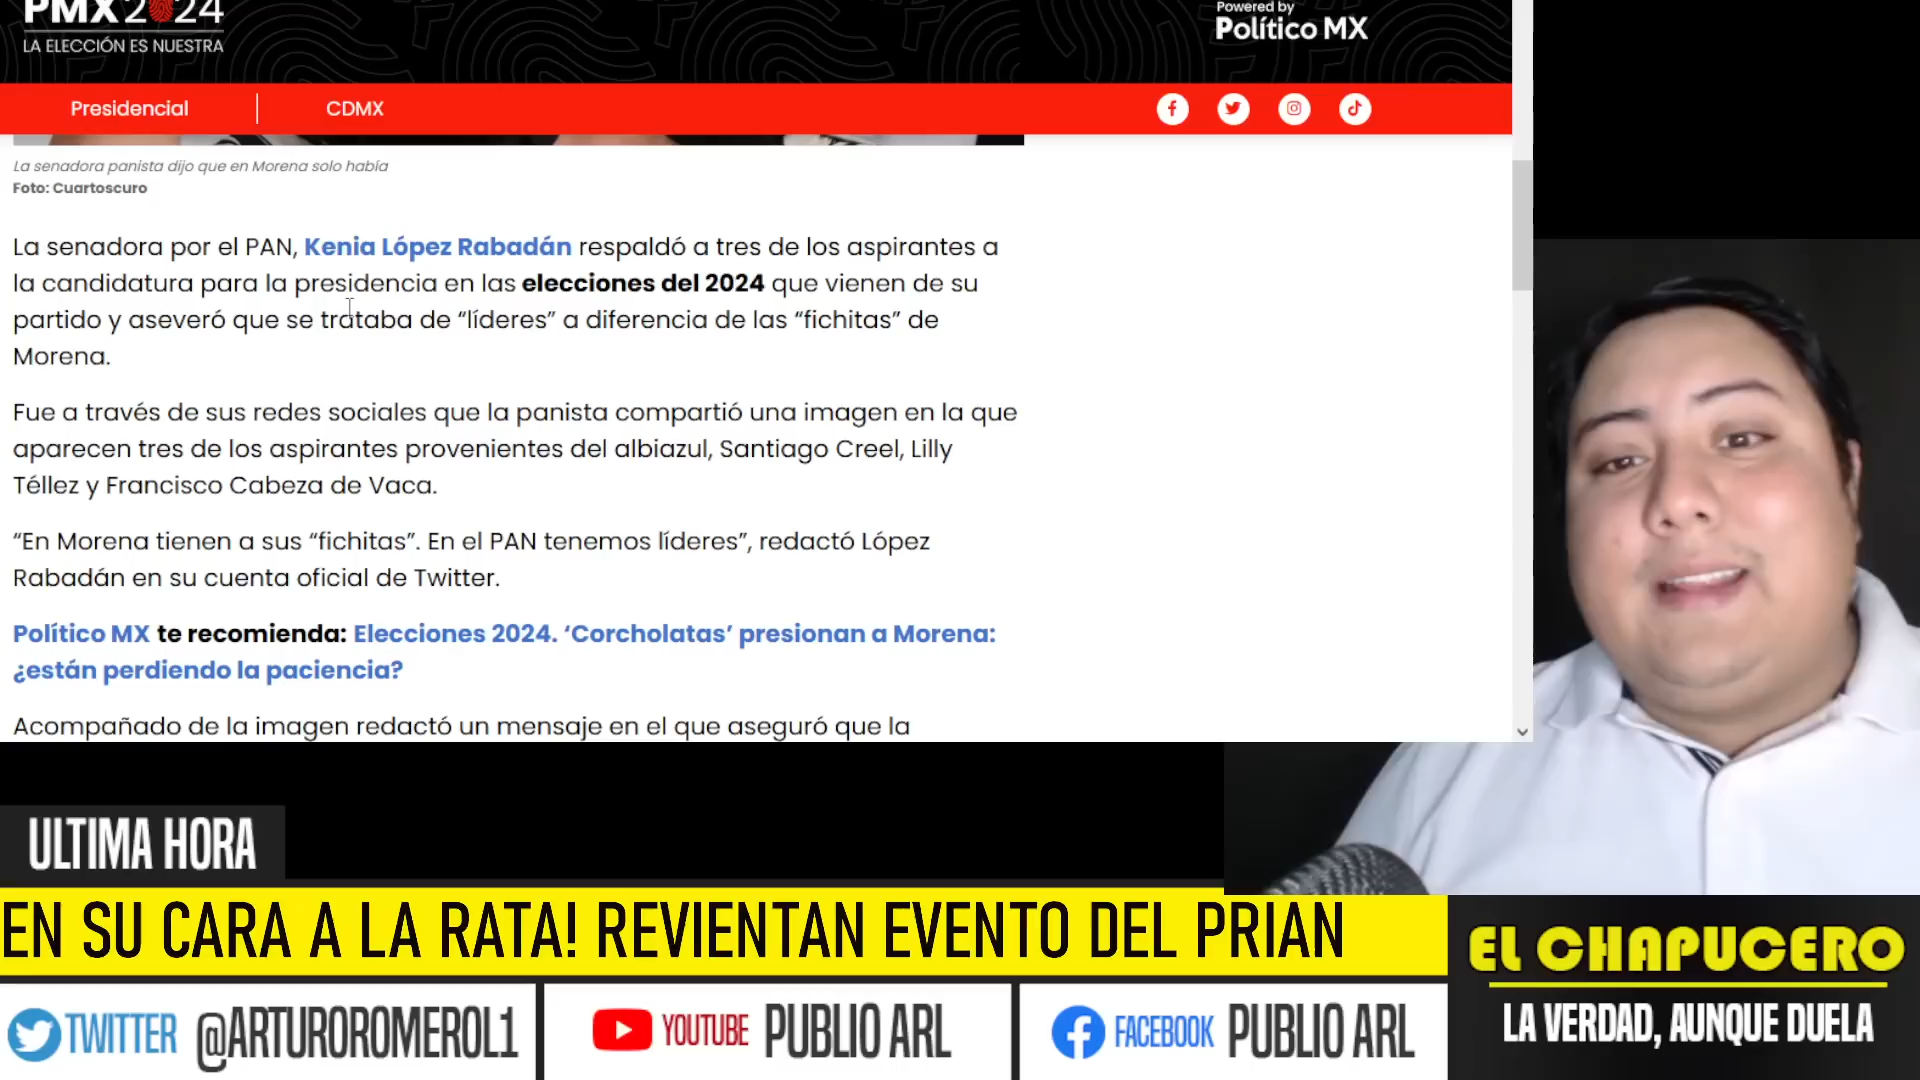 PMX2024
LA ELECCIÓN ES NUESTRA
Powered by
Político MX
Presidencial
CDMX
La senadora panista dijo que en Morena solo había
Foto: Cuartoscuro
La senadora por el PAN, Kenia López Rabadán respaldó a tres de los aspirantes a
la candidatura para la presidencia en las elecciones del 2024 que vienen de su
partido y aseveró que se trataba de “líderes” a diferencia de las “fichitas” de
Morena.
Fue a través de sus redes sociales que la panista compartió una imagen en la que
aparecen tres de los aspirantes provenientes del albiazul, Santiago Creel, Lilly
Téllez y Francisco Cabeza de Vaca.
“En Morena tienen a sus “fichitas”. En el PAN tenemos líderes”, redactó López
Rabadán en su cuenta oficial de Twitter.
Político MX te recomienda: Elecciones 2024. ‘Corcholatas’ presionan a Morena:
¿están perdiendo la paciencia?
Acompañado de la imagen redactó un mensaje en el que aseguró que la
ULTIMA HORA
EN SU CARA A LA RATA! REVIENTAN EVENTO DEL PRIAN
EL CHAPUCERO
LA VERDAD, AUNQUE DUELA
TWITTER @ARTUROROMEROL1
YOUTUBE PUBLIO ARL
FACEBOOK PUBLIO ARL